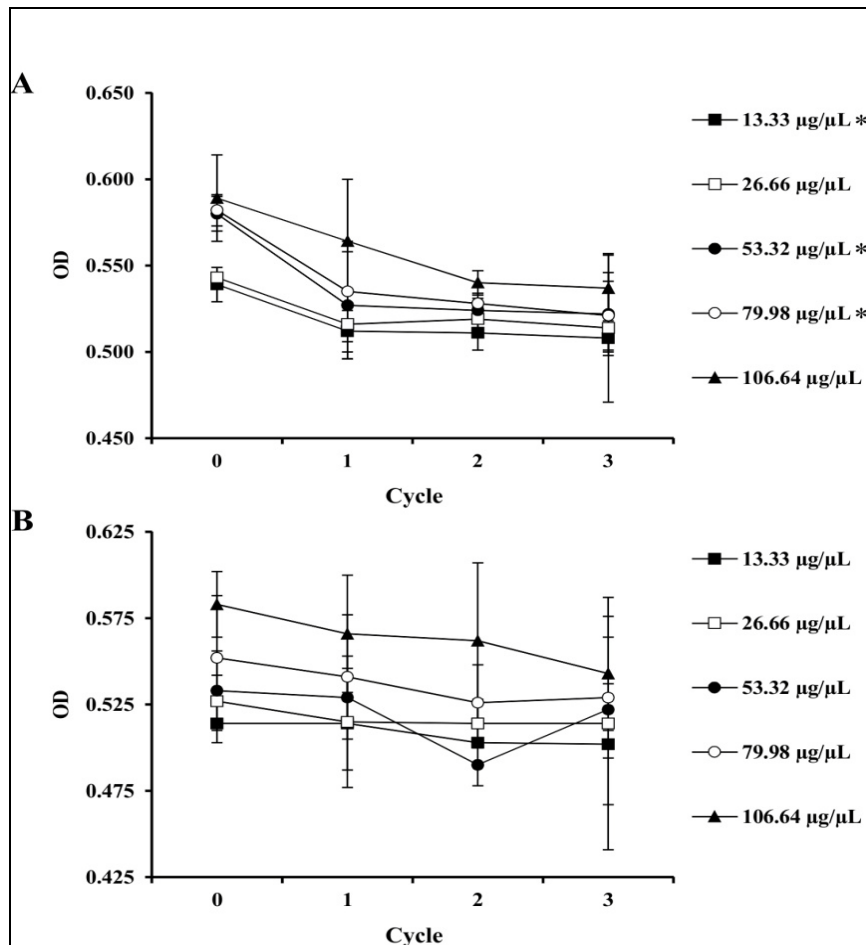 A
OD
0.650
0.600
0.550
0.500
0.450
0
1
2
3
Cycle
13.33 µg/µL *
26.66 µg/µL
53.32 µg/µL *
79.98 µg/µL *
106.64 µg/µL
B
OD
0.625
0.575
0.525
0.475
0.425
0
1
2
3
Cycle
13.33 µg/µL
26.66 µg/µL
53.32 µg/µL
79.98 µg/µL
106.64 µg/µL